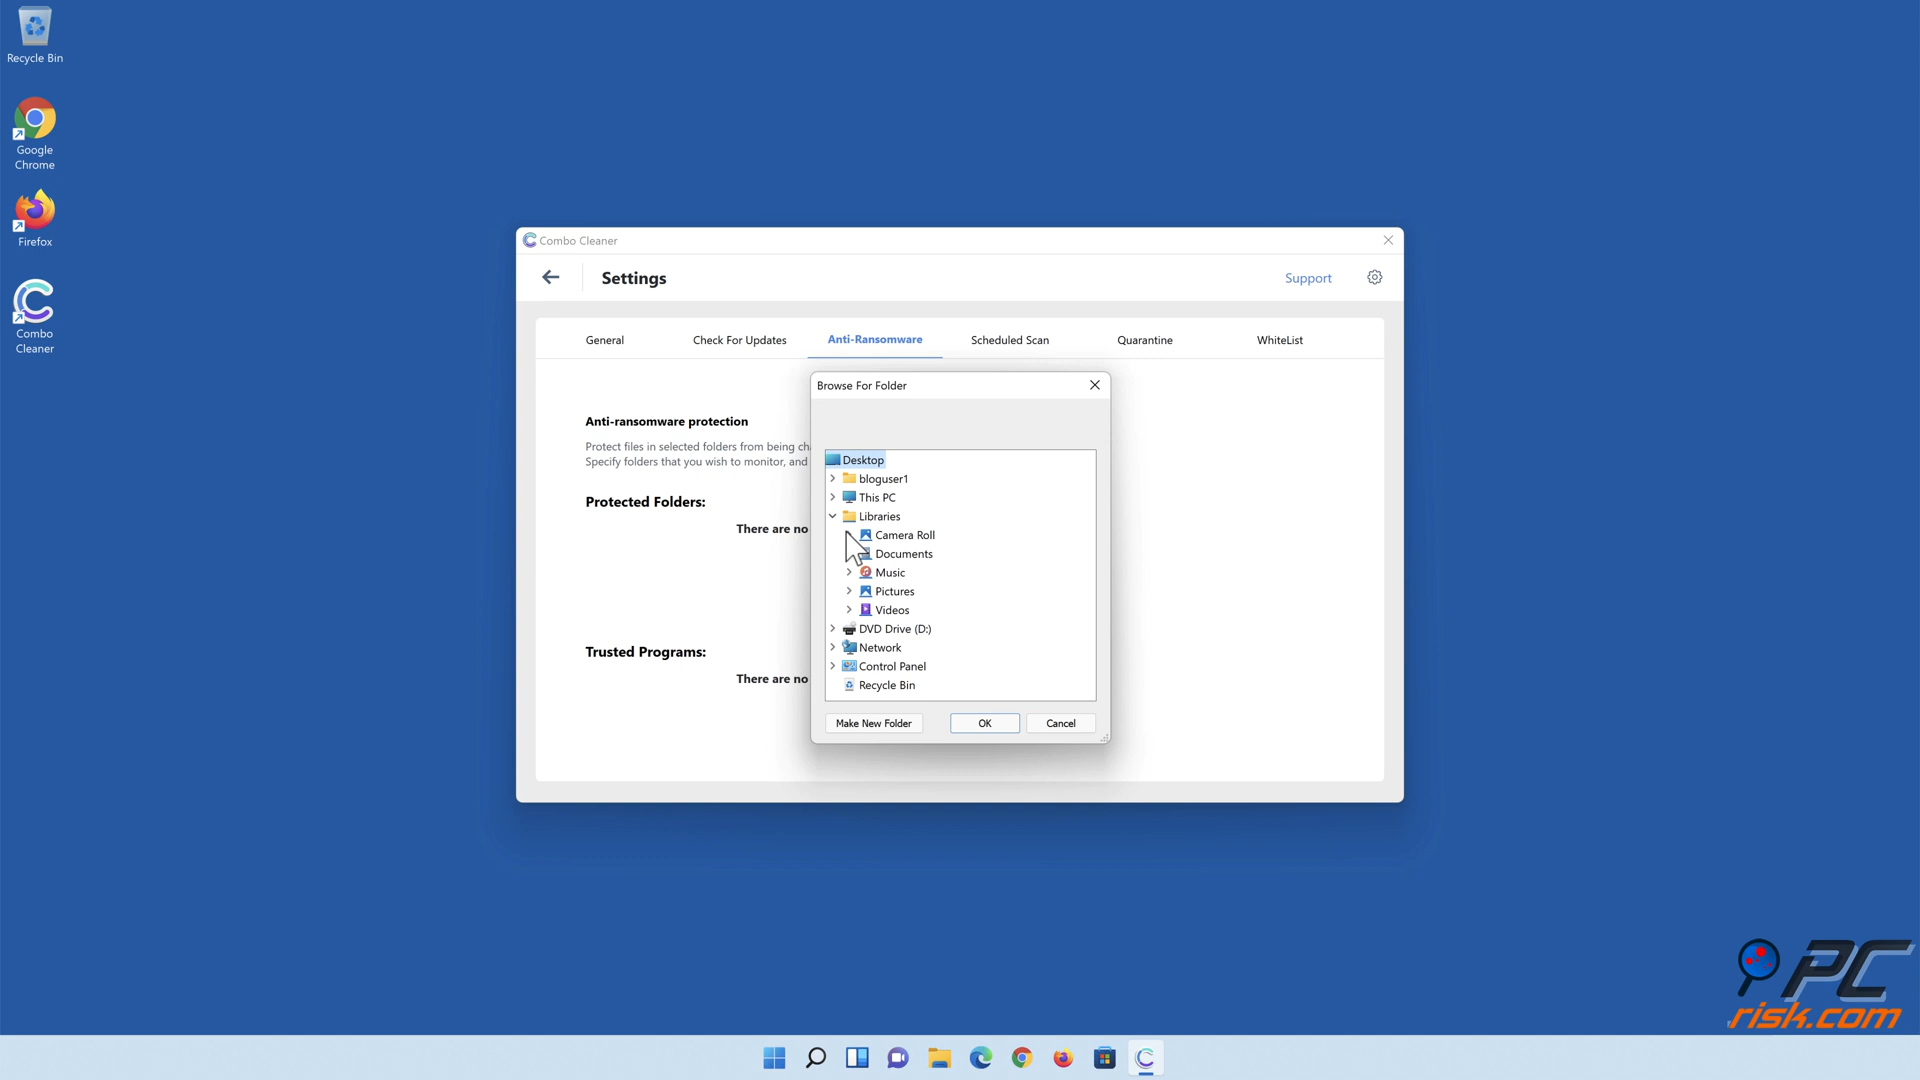 Recycle Bin
Google
Chrome
Firefox
Combo
Cleaner
Combo Cleaner
Settings
Support
General
Check For Updates
Anti-Ransomware
Scheduled Scan
Quarantine
WhiteList
Anti-ransomware protection
Protect files in selected folders from being ch
Specify folders that you wish to monitor, and
Protected Folders:
There are no
Trusted Programs:
There are no
Browse For Folder
Desktop
bloguser1
This PC
Libraries
Camera Roll
Documents
Music
Pictures
Videos
DVD Drive (D:)
Network
Control Panel
Recycle Bin
Make New Folder
OK
Cancel
PC
risk.com